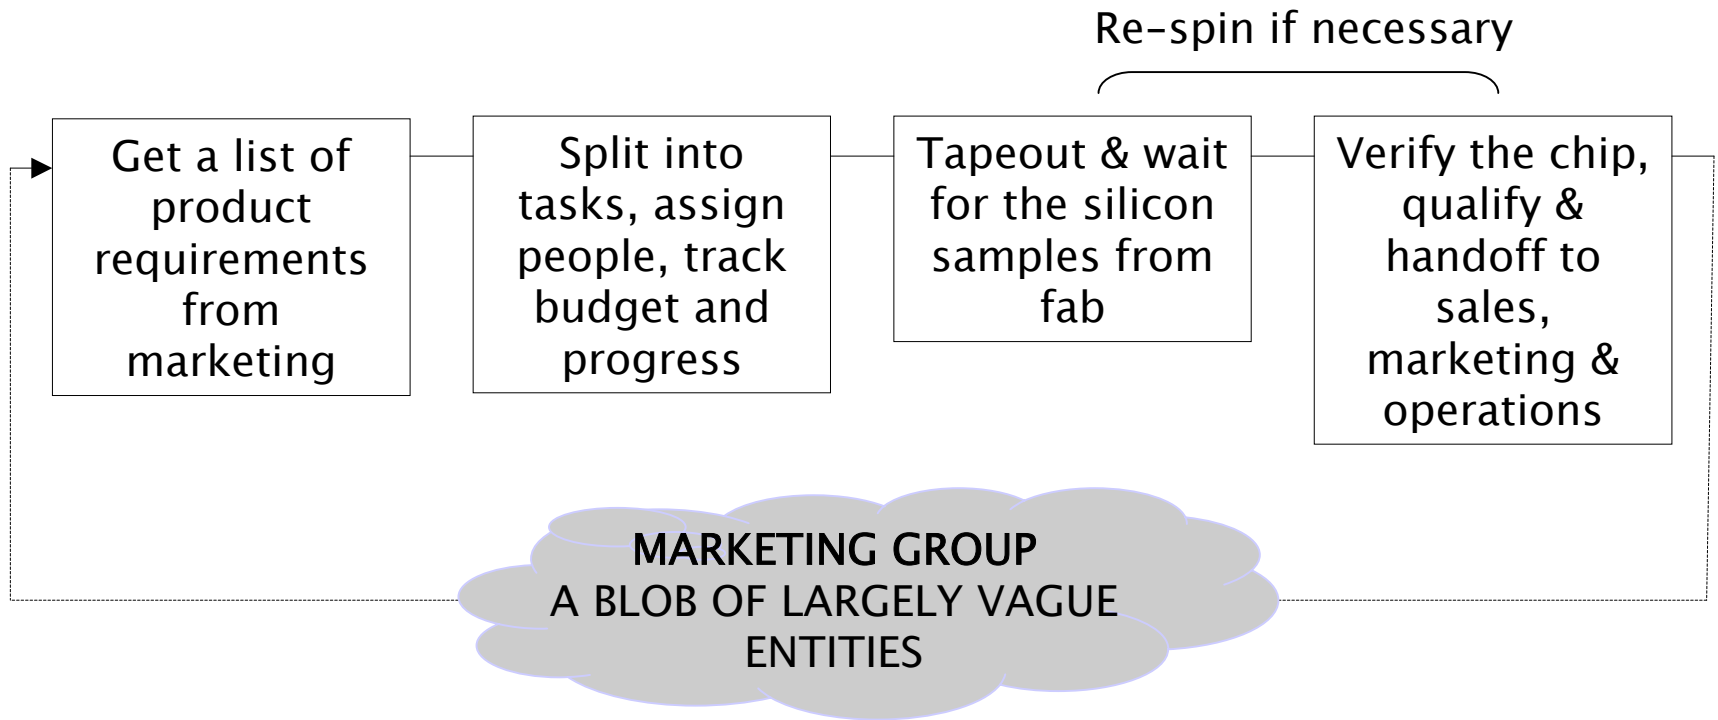 Re-spin if necessary
Get a list of
product
requirements
from
marketing
Split into
tasks, assign
people, track
budget and
progress
Tapeout & wait
for the silicon
samples from
fab
Verify the chip,
qualify &
handoff to
sales,
marketing &
operations
MARKETING GROUP
A BLOB OF LARGELY VAGUE
ENTITIES